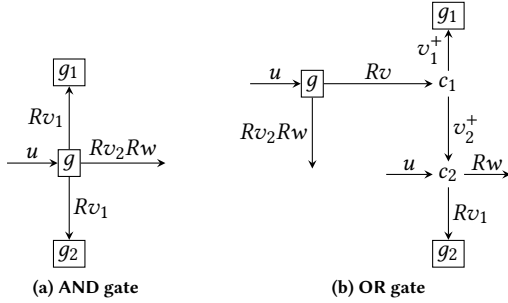 g₁
g₁
v₁⁺
u
g
Rv
c₁
Rv₁
Rv₂Rw
v₂⁺
u
g
Rv₂Rw
u
c₂
Rw
Rv₁
Rv₁
g₂
g₂
(a) AND gate
(b) OR gate